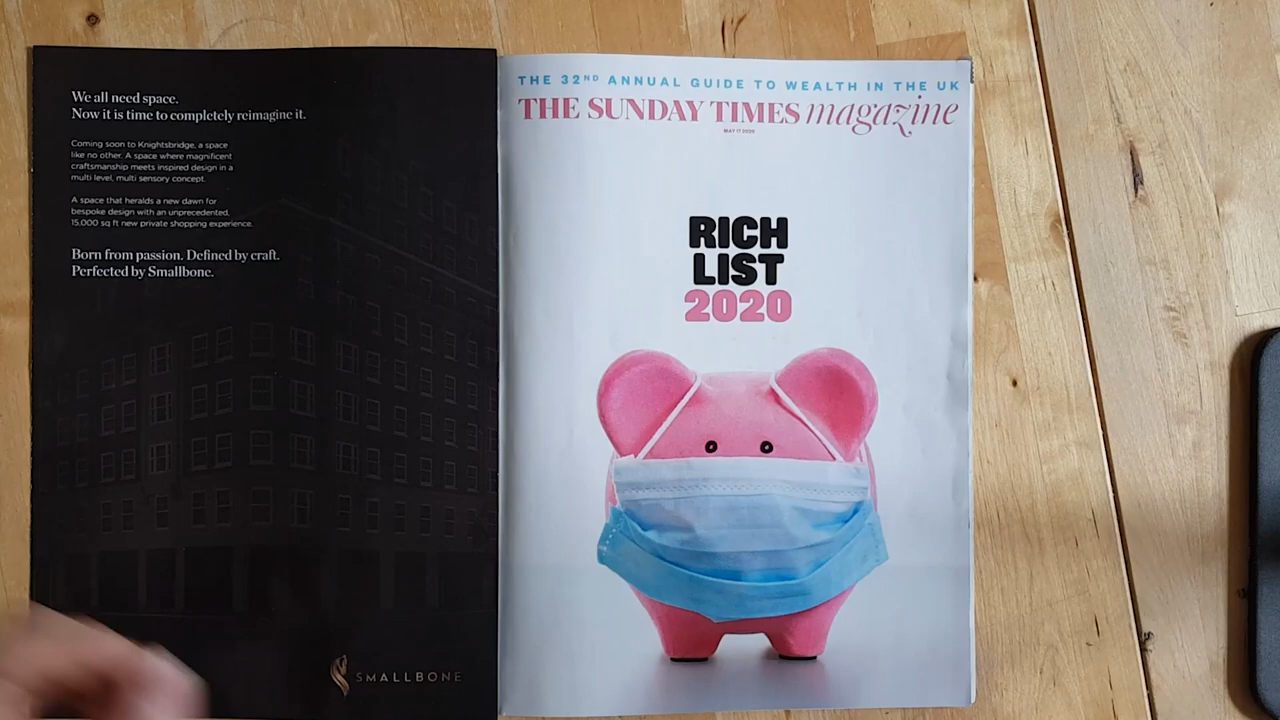 We all need space.
Now it is time to completely reimagine it.
Coming soon to Knightsbridge, a space
like no other. A space where magnificent
craftsmanship meets inspired design in a
multi level, multi sensory concept.
A space that heralds a new dawn for
bespoke design with an unprecedented,
15,000 sq ft new private shopping experience.
Born from passion. Defined by craft.
Perfected by Smallbone.
SMALLBONE
THE 32ND ANNUAL GUIDE TO WEALTH IN THE UK
THE SUNDAY TIMES magazine
MAY 17 2020
RICH
LIST
2020